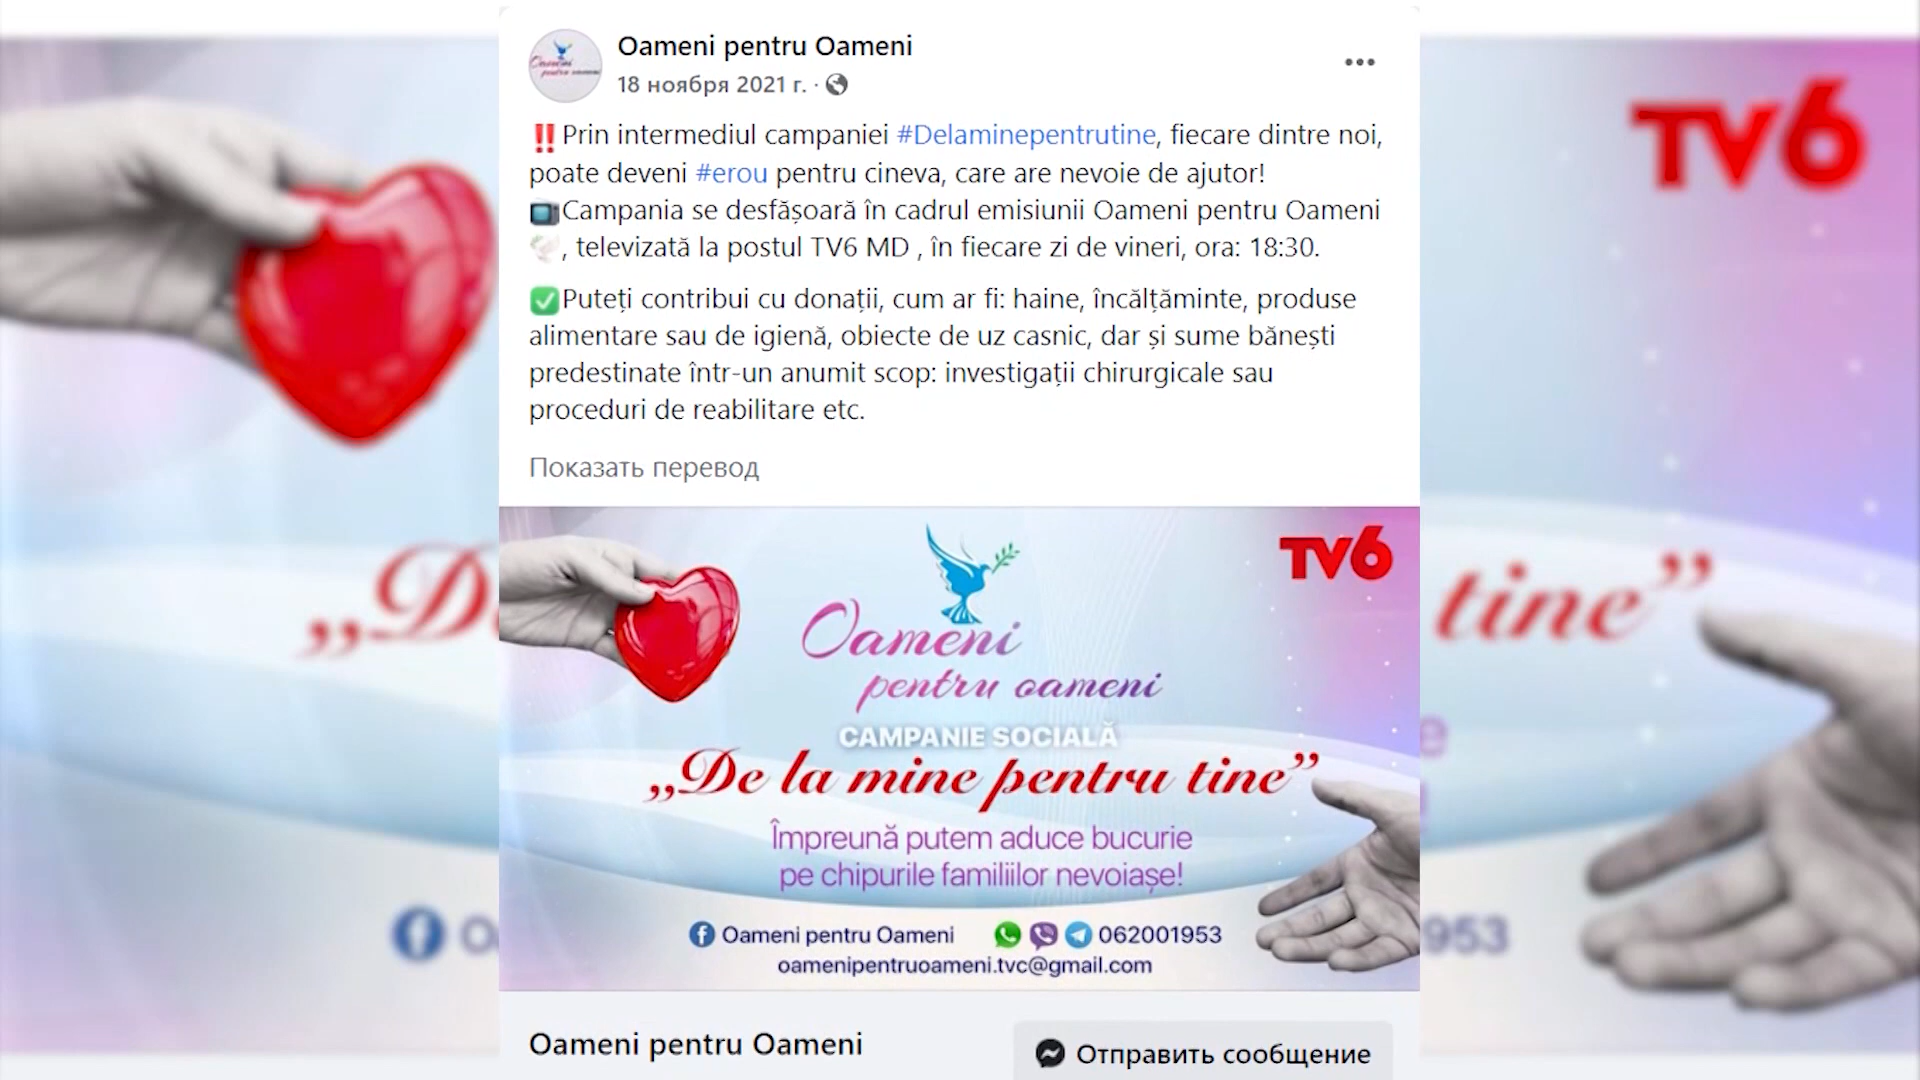 Oameni pentru Oameni
18 ноября 2021 г. ·
‼️Prin intermediul campaniei #Delaminepentrutine, fiecare dintre noi,
poate deveni #erou pentru cineva, care are nevoie de ajutor!
📺Campania se desfășoară în cadrul emisiunii Oameni pentru Oameni
🕊️, televizată la postul TV6 MD , în fiecare zi de vineri, ora: 18:30.
✅Puteți contribui cu donații, cum ar fi: haine, încălțăminte, produse
alimentare sau de igienă, obiecte de uz casnic, dar și sume bănești
predestinate într-un anumit scop: investigații chirurgicale sau
proceduri de reabilitare etc.
Показать перевод
TV6
TV6
Oameni
pentru oameni
CAMPANIE SOCIALĂ
„De la mine pentru tine”
Împreună putem aduce bucurie
pe chipurile familiilor nevoiașe!
Oameni pentru Oameni 062001953
oamenipentruoameni.tvc@gmail.com
„D
tine”
953
Oameni pentru Oameni
Отправить сообщение